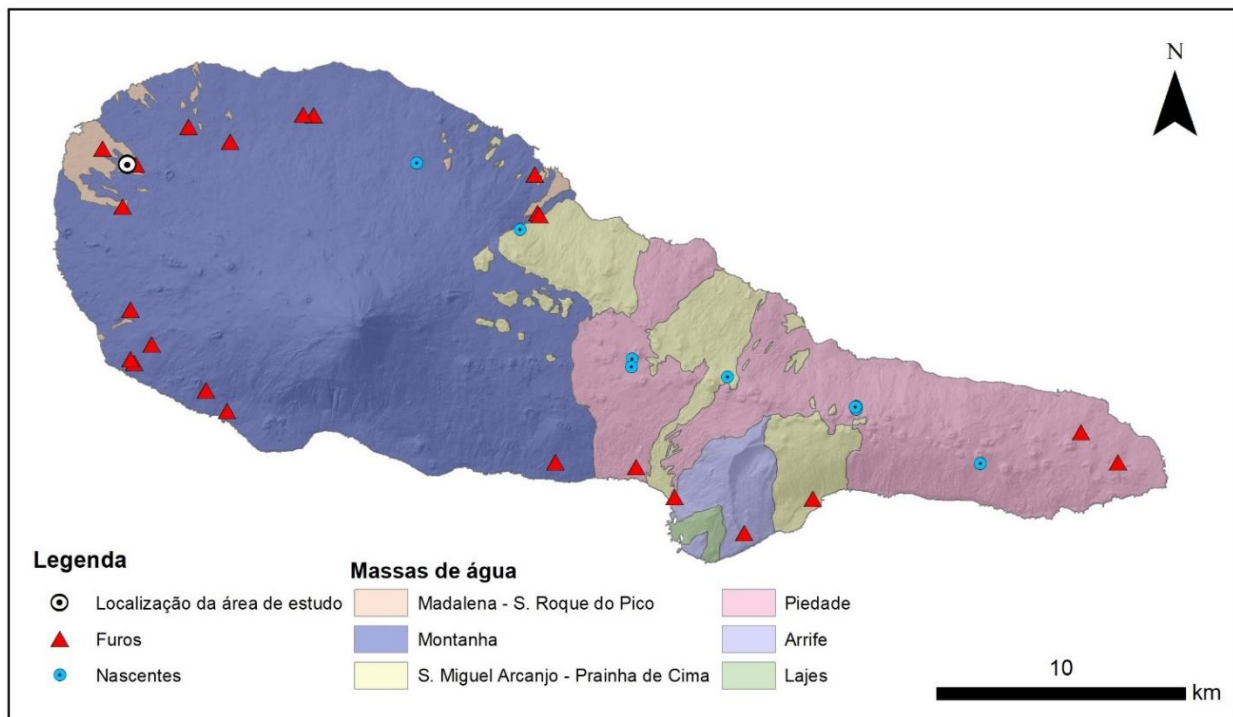 N
Legenda
Localização da área de estudo
Furos
Nascentes
Massas de água
Madalena - S. Roque do Pico
Montanha
S. Miguel Arcanjo - Prainha de Cima
Piedade
Arrife
Lajes
10
km